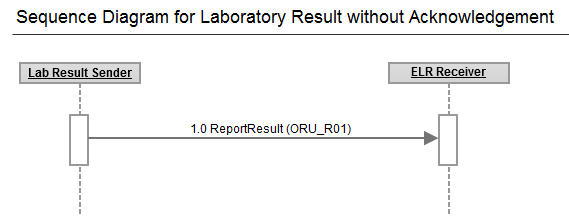 Sequence Diagram for Laboratory Result without Acknowledgement
Lab Result Sender
ELR Receiver
1.0 ReportResult (ORU_R01)